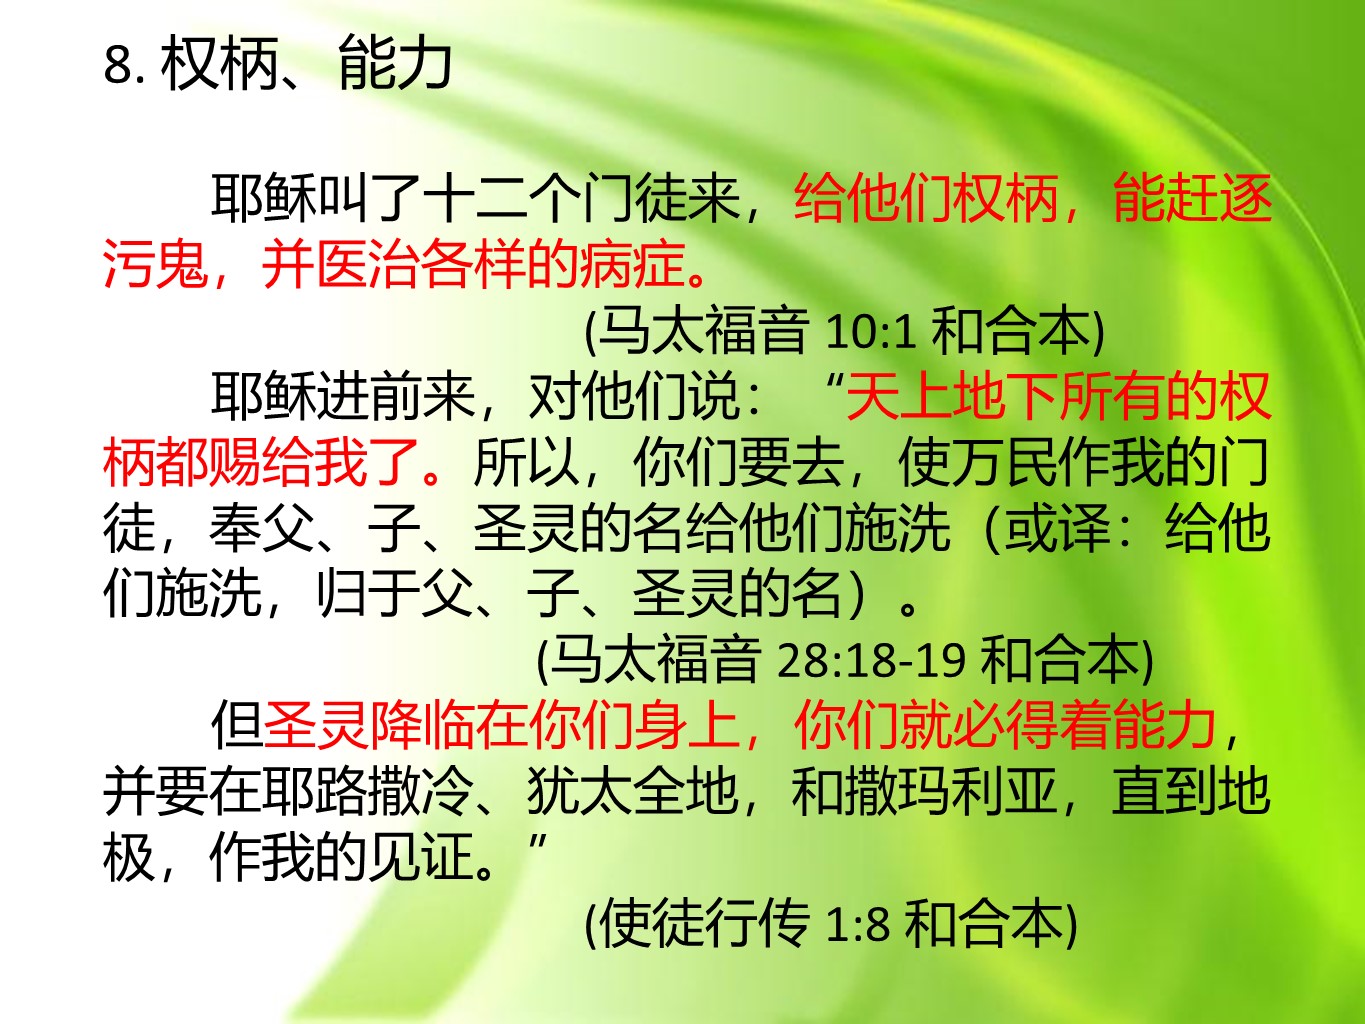 8. 权柄、能力
耶稣叫了十二个门徒来，给他们权柄，能赶逐
污鬼，并医治各样的病症。
(马太福音 10:1 和合本)
耶稣进前来，对他们说：“天上地下所有的权
柄都赐给我了。所以，你们要去，使万民作我的门
徒，奉父、子、圣灵的名给他们施洗（或译：给他
们施洗，归于父、子、圣灵的名）。
(马太福音 28:18-19 和合本)
但圣灵降临在你们身上，你们就必得着能力，
并要在耶路撒冷、犹太全地，和撒玛利亚，直到地
极，作我的见证。”
(使徒行传 1:8 和合本)